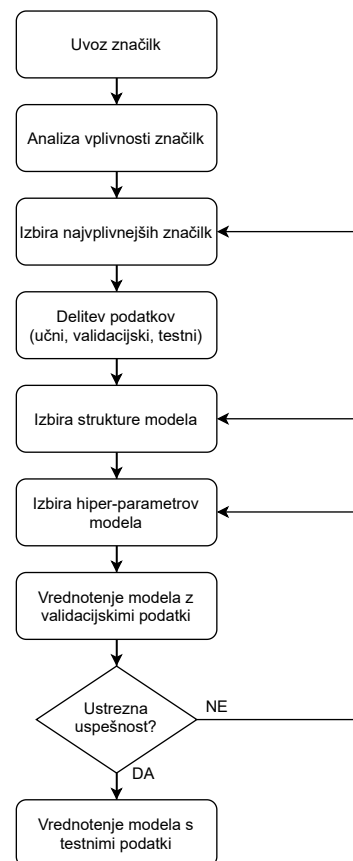 Uvoz značilk
Analiza vplivnosti značilk
Izbira najvplivnejših značilk
Delitev podatkov
(učni, validacijski, testni)
Izbira strukture modela
Izbira hiper-parametrov
modela
Vrednotenje modela z
validacijskimi podatki
Ustrezna
uspešnost?
NE
DA
Vrednotenje modela s
testnimi podatki